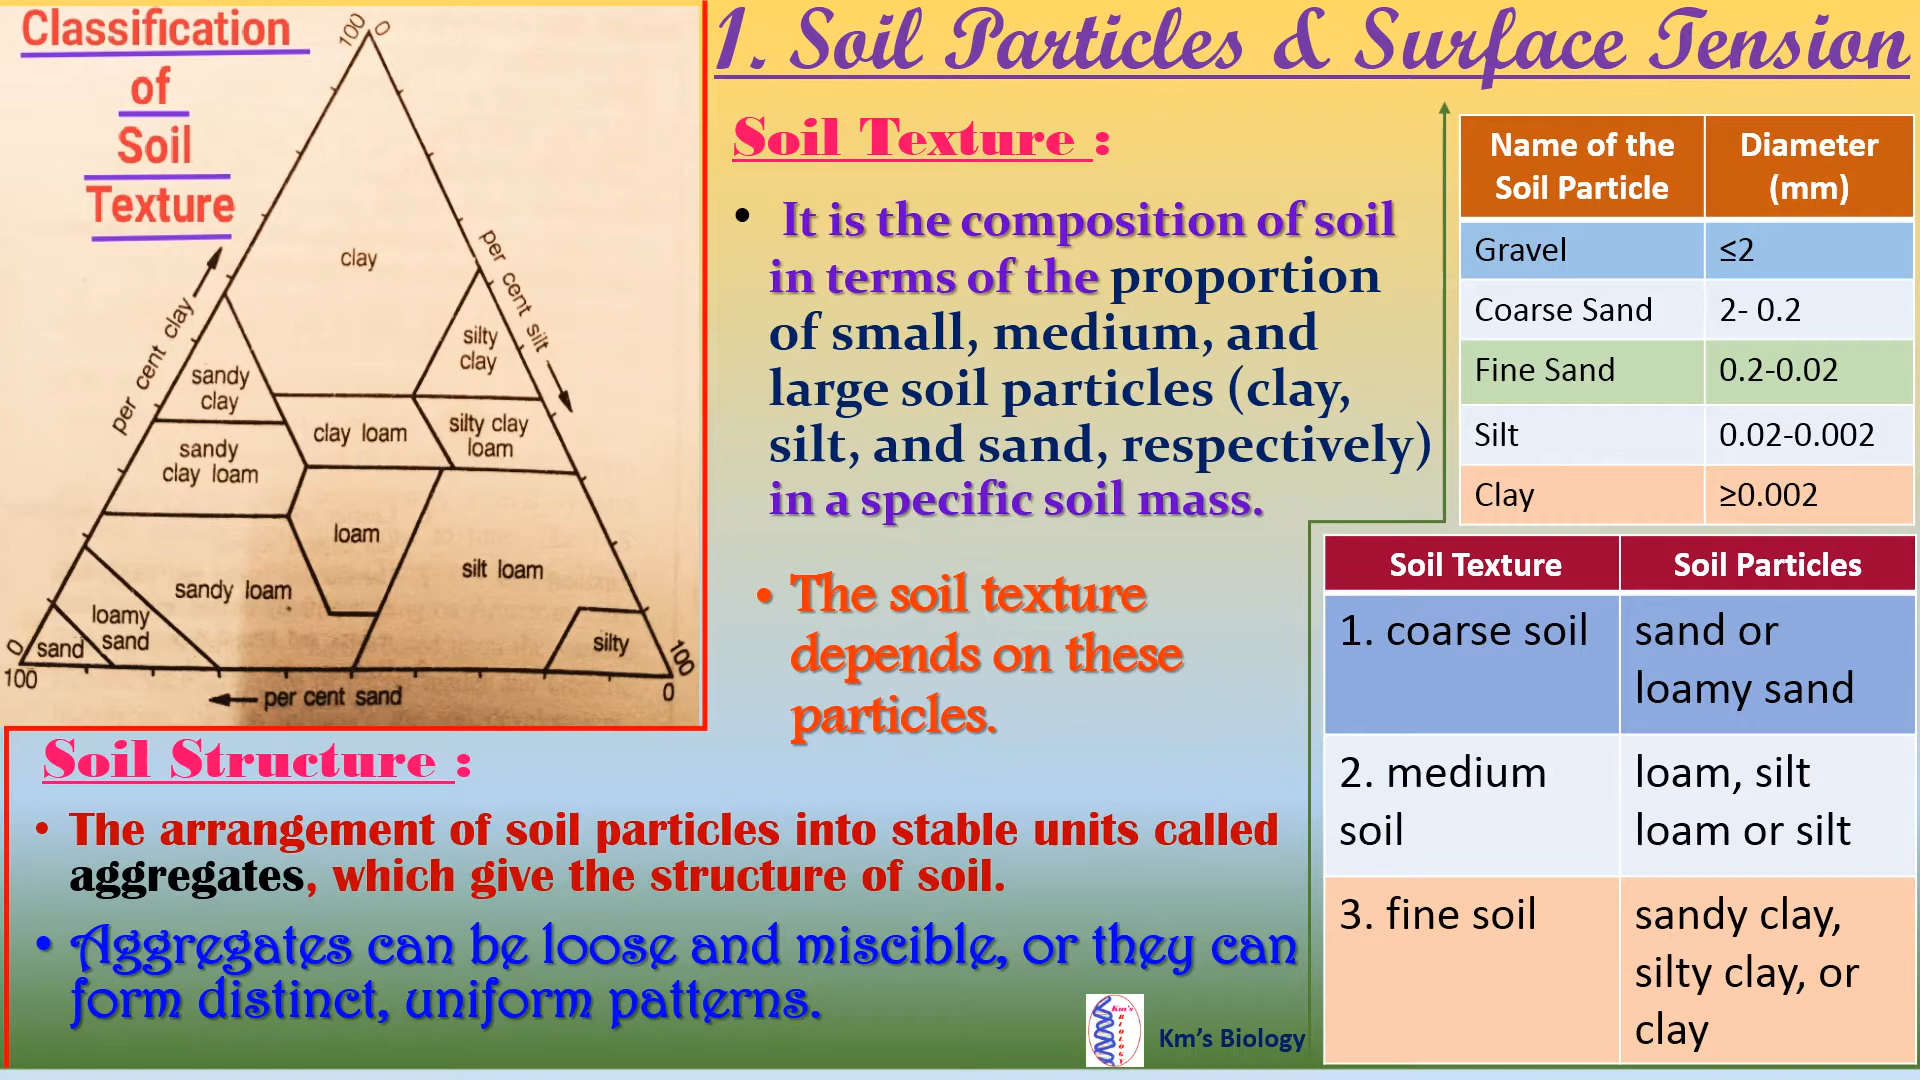 Classification
of
Soil
Texture
100
0
clay
per cent clay
per cent silt
silty
clay
sandy
clay
clay loam
silty clay
loam
sandy
clay loam
loam
silt loam
sandy loam
loamy
sand
sand
silty
0
100
100
0
per cent sand
1. Soil Particles & Surface Tension
Soil Texture :
• It is the composition of soil
in terms of the proportion
of small, medium, and
large soil particles (clay,
silt, and sand, respectively)
in a specific soil mass.
• The soil texture
depends on these
particles.
Name of the Diameter
Soil Particle (mm)
Gravel ≤2
Coarse Sand 2- 0.2
Fine Sand 0.2-0.02
Silt 0.02-0.002
Clay ≥0.002
Soil Texture Soil Particles
1. coarse soil sand or
loamy sand
2. medium loam, silt
soil loam or silt
3. fine soil sandy clay,
silty clay, or
clay
Soil Structure :
• The arrangement of soil particles into stable units called
aggregates, which give the structure of soil.
• Aggregates can be loose and miscible, or they can
form distinct, uniform patterns.
Km's
BIOLOGY
Km's Biology